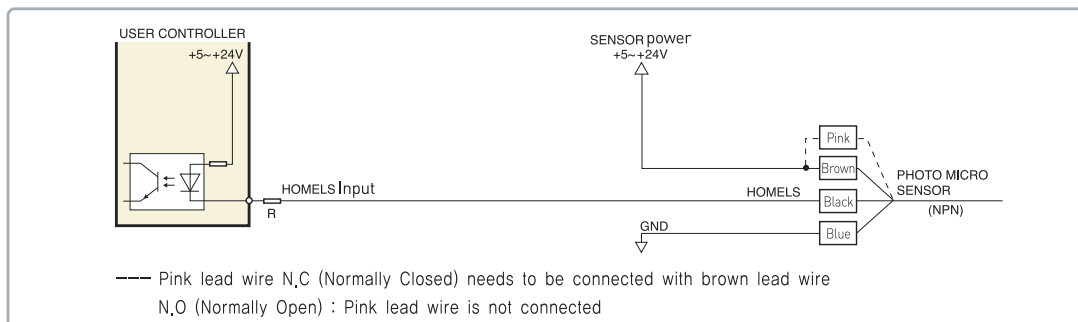 USER CONTROLLER
+5~+24V
SENSOR power
+5~+24V
Pink
Brown
HOMELS Input
HOMELS
Black
PHOTO MICRO
SENSOR
(NPN)
R
GND
Blue
--- Pink lead wire N.C (Normally Closed) needs to be connected with brown lead wire
N.O (Normally Open) : Pink lead wire is not connected